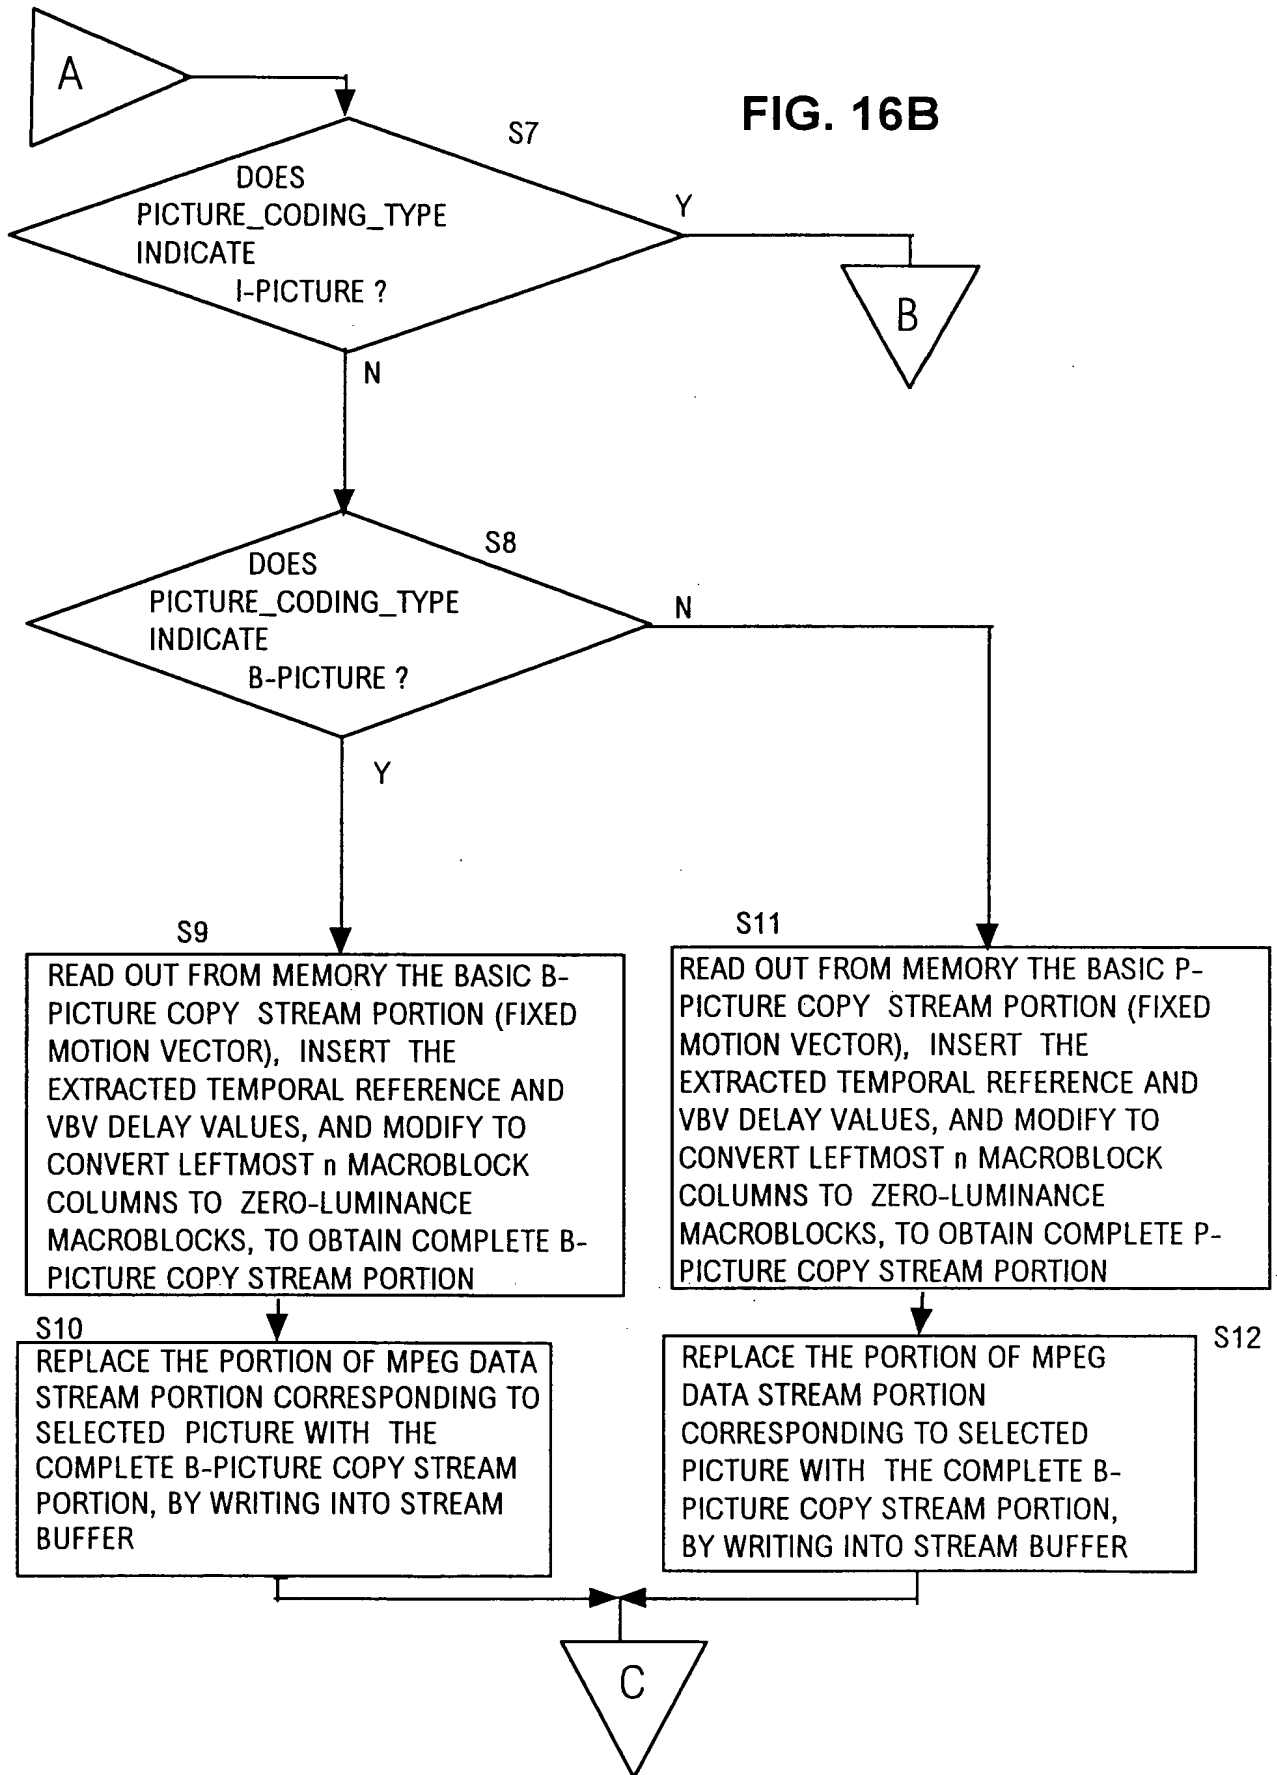 A
FIG. 16B
S7
DOES
PICTURE_CODING_TYPE
INDICATE
I-PICTURE ?
Y
B
N
S8
DOES
PICTURE_CODING_TYPE
INDICATE
B-PICTURE ?
N
Y
S9
READ OUT FROM MEMORY THE BASIC B-
PICTURE COPY STREAM PORTION (FIXED
MOTION VECTOR), INSERT THE
EXTRACTED TEMPORAL REFERENCE AND
VBV DELAY VALUES, AND MODIFY TO
CONVERT LEFTMOST n MACROBLOCK
COLUMNS TO ZERO-LUMINANCE
MACROBLOCKS, TO OBTAIN COMPLETE B-
PICTURE COPY STREAM PORTION
S11
READ OUT FROM MEMORY THE BASIC P-
PICTURE COPY STREAM PORTION (FIXED
MOTION VECTOR), INSERT THE
EXTRACTED TEMPORAL REFERENCE AND
VBV DELAY VALUES, AND MODIFY TO
CONVERT LEFTMOST n MACROBLOCK
COLUMNS TO ZERO-LUMINANCE
MACROBLOCKS, TO OBTAIN COMPLETE P-
PICTURE COPY STREAM PORTION
S10
REPLACE THE PORTION OF MPEG DATA
STREAM PORTION CORRESPONDING TO
SELECTED PICTURE WITH THE
COMPLETE B-PICTURE COPY STREAM
PORTION, BY WRITING INTO STREAM
BUFFER
S12
REPLACE THE PORTION OF MPEG
DATA STREAM PORTION
CORRESPONDING TO SELECTED
PICTURE WITH THE COMPLETE B-
PICTURE COPY STREAM PORTION,
BY WRITING INTO STREAM BUFFER
C